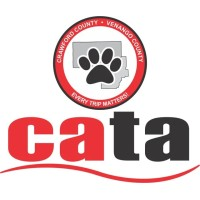 CRAWFORD COUNTY • VENANGO COUNTY
EVERY TRIP MATTERS!
cata